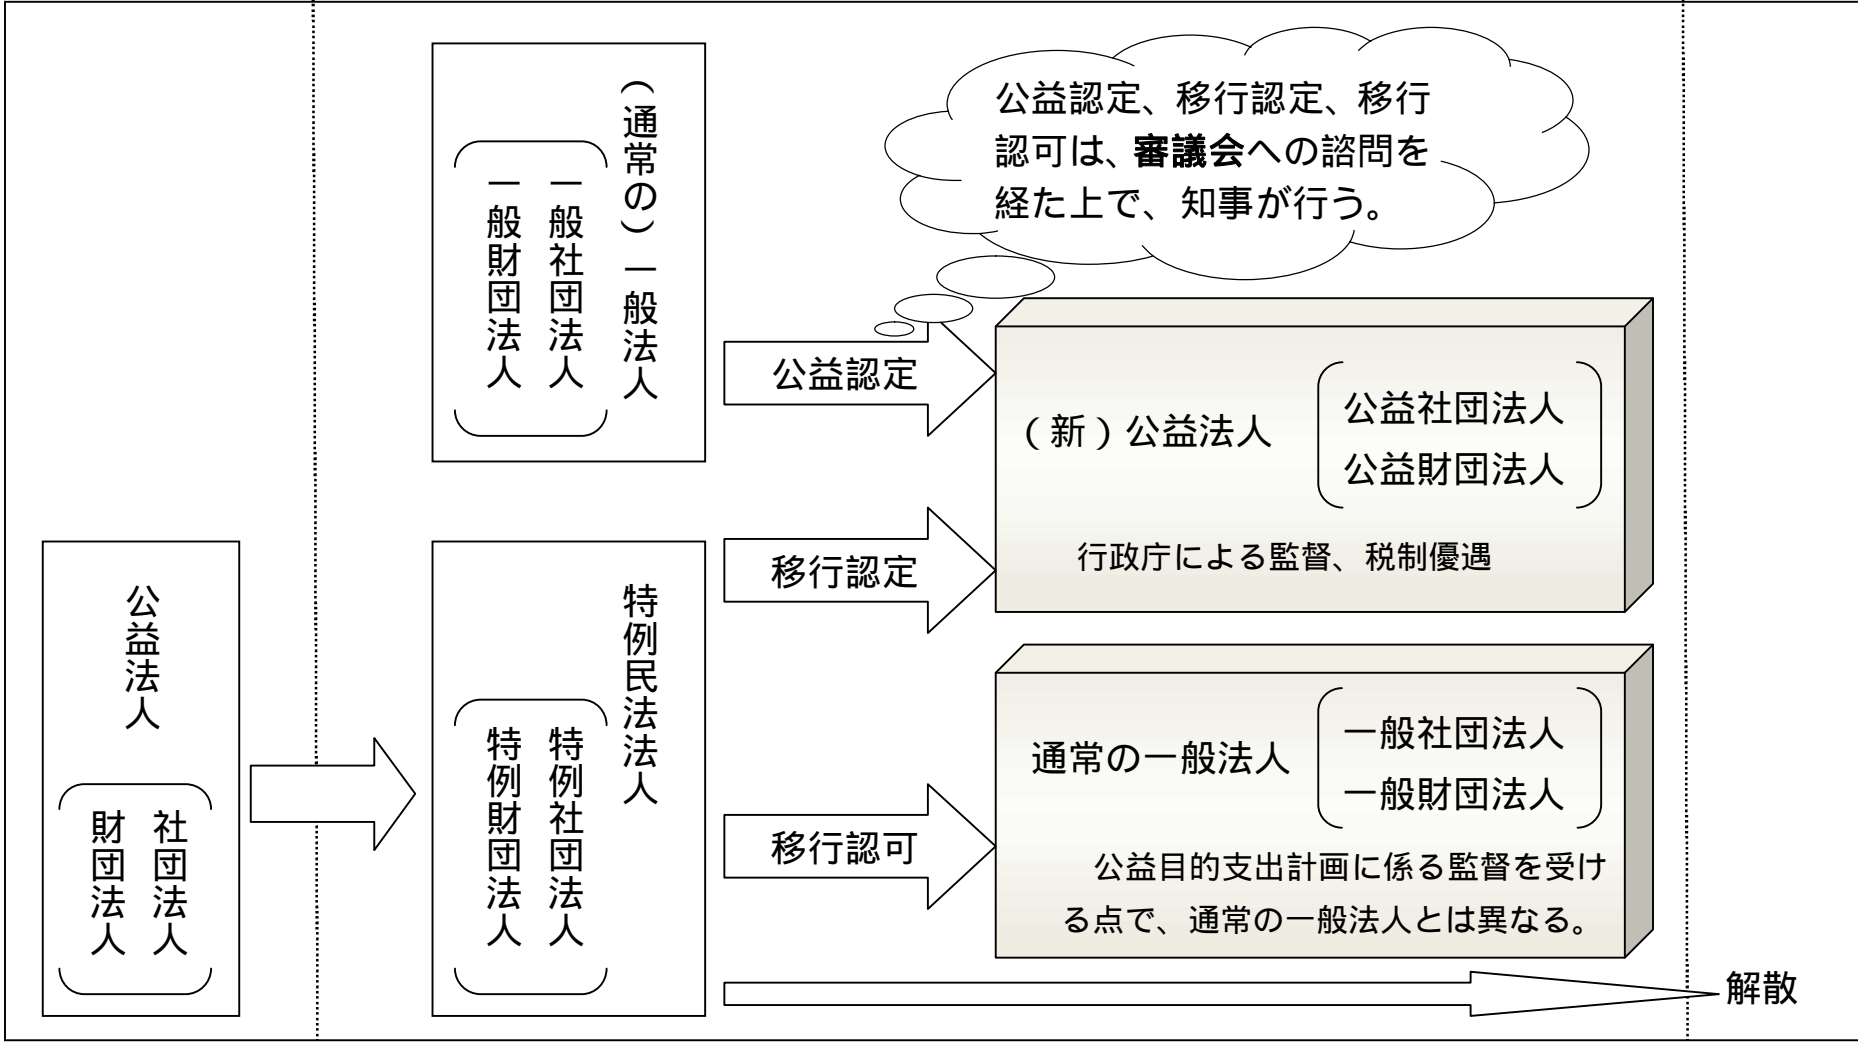 公益法人
社団法人
財団法人
（通常の）一般法人
一般社団法人
一般財団法人
特例民法法人
特例社団法人
特例財団法人
公益認定、移行認定、移行
認可は、審議会への諮問を
経た上で、知事が行う。
公益認定
移行認定
移行認可
（新）公益法人
公益社団法人
公益財団法人
行政庁による監督、税制優遇
通常の一般法人
一般社団法人
一般財団法人
公益目的支出計画に係る監督を受け
る点で、通常の一般法人とは異なる。
解散